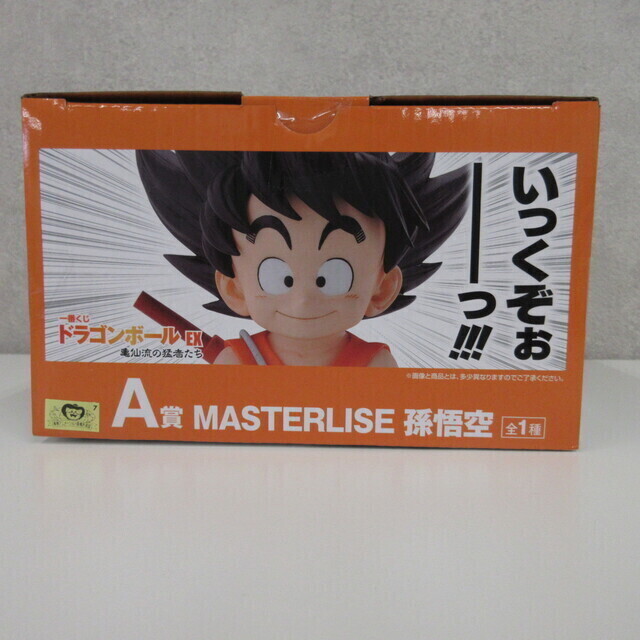 いっくぞぉーっ!!!
一番くじ
ドラゴンボールEX
亀仙流の猛者たち
※画像と商品とは、多少異なりますのでご了承ください。
A賞 MASTERLISE 孫悟空 全1種